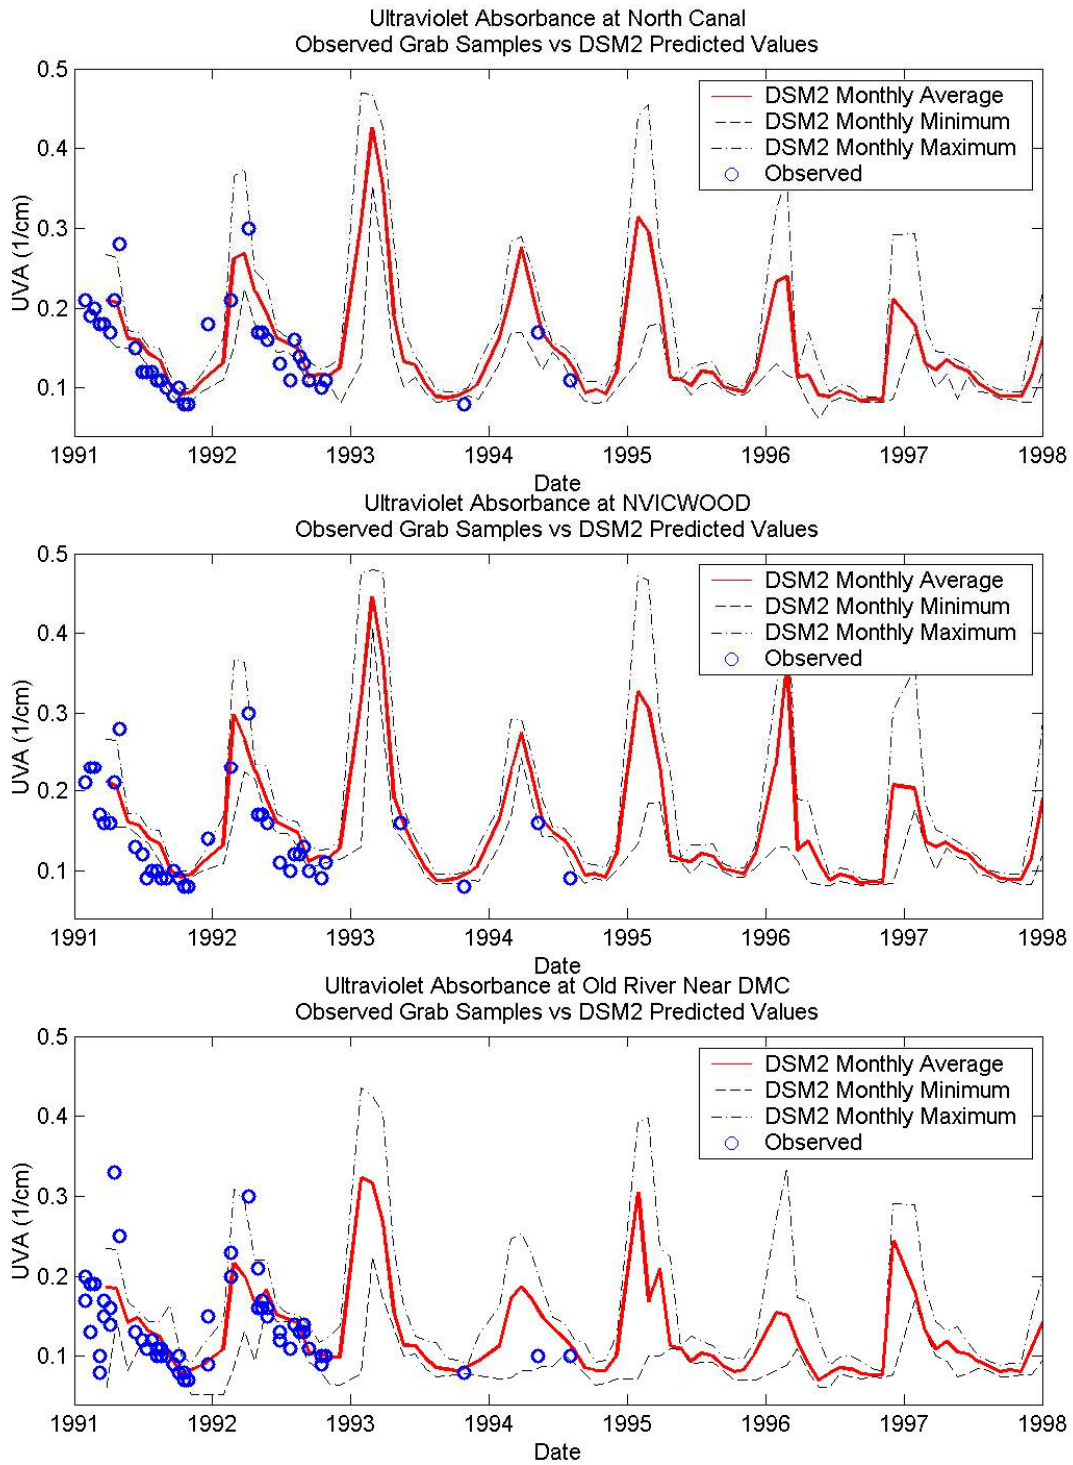 Ultraviolet Absorbance at North Canal
Observed Grab Samples vs DSM2 Predicted Values
0.5
0.4
0.3
0.2
0.1
UVA (1/cm)
DSM2 Monthly Average
DSM2 Monthly Minimum
DSM2 Monthly Maximum
Observed
1991 1992 1993 1994 1995 1996 1997 1998
Date
Ultraviolet Absorbance at NVICWOOD
Observed Grab Samples vs DSM2 Predicted Values
0.5
0.4
0.3
0.2
0.1
UVA (1/cm)
DSM2 Monthly Average
DSM2 Monthly Minimum
DSM2 Monthly Maximum
Observed
1991 1992 1993 1994 1995 1996 1997 1998
Date
Ultraviolet Absorbance at Old River Near DMC
Observed Grab Samples vs DSM2 Predicted Values
0.5
0.4
0.3
0.2
0.1
UVA (1/cm)
DSM2 Monthly Average
DSM2 Monthly Minimum
DSM2 Monthly Maximum
Observed
1991 1992 1993 1994 1995 1996 1997 1998
Date